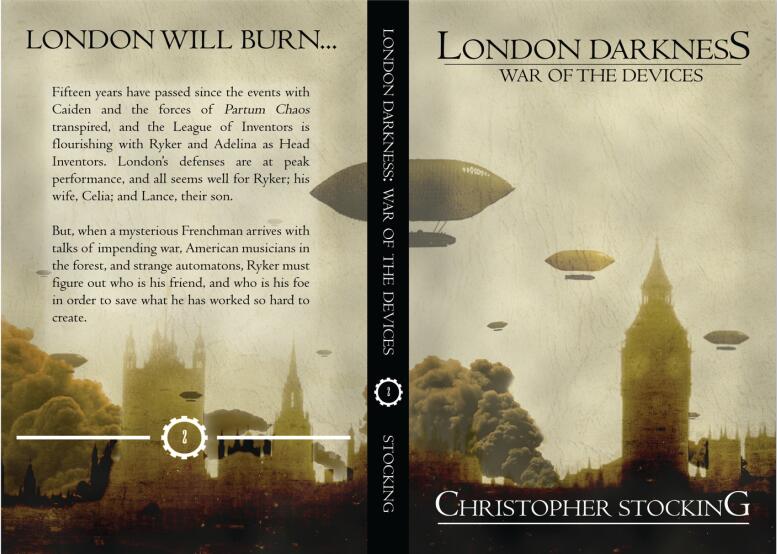 LONDON WILL BURN...
Fifteen years have passed since the events with
Caiden and the forces of Partum Chaos
transpired, and the League of Inventors is
flourishing with Ryker and Adelina as Head
Inventors. London's defenses are at peak
performance, and all seems well for Ryker; his
wife, Celia; and Lance, their son.
But, when a mysterious Frenchman arrives with
talks of impending war, American musicians in
the forest, and strange automatons, Ryker must
figure out who is his friend, and who is his foe
in order to save what he has worked so hard to
create.
2
LONDON DARKNESS: WAR OF THE DEVICES
2
STOCKING
LONDON DARKNESS
WAR OF THE DEVICES
CHRISTOPHER STOCKING